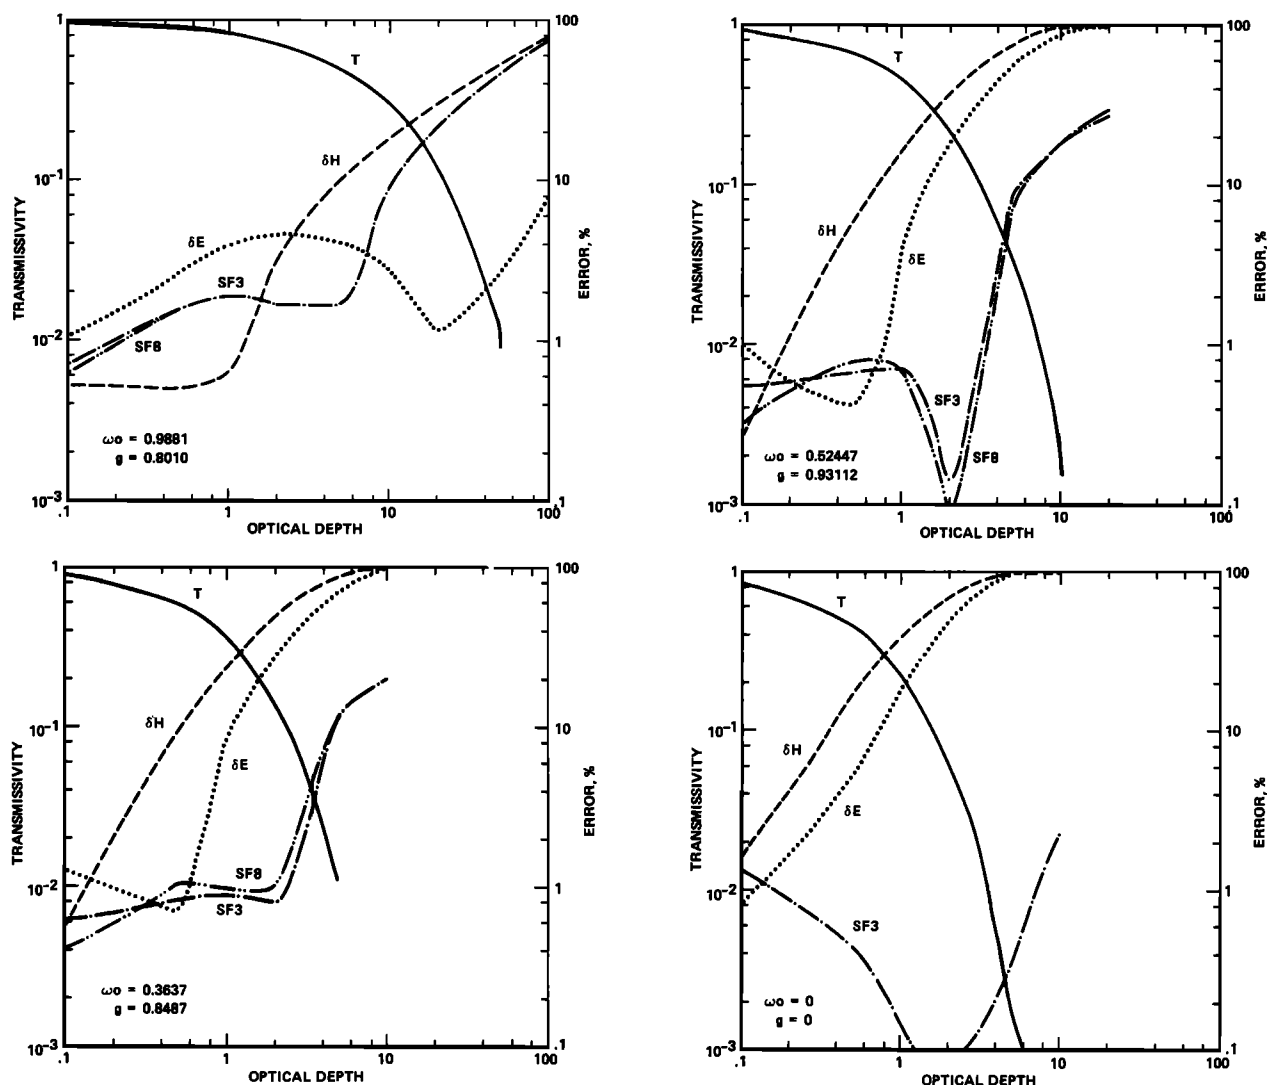 1
10⁻¹
10⁻²
10⁻³
TRANSMISSIVITY
100
10
1
.1
ERROR, %
T
δH
δE
SF3
SF8
ωo = 0.9881
g = 0.8010
.1
1
10
100
OPTICAL DEPTH
1
10⁻¹
10⁻²
10⁻³
TRANSMISSIVITY
100
10
1
.1
ERROR, %
T
δH
δE
SF3
SF8
ωo = 0.52447
g = 0.93112
.1
1
10
100
OPTICAL DEPTH
1
10⁻¹
10⁻²
10⁻³
TRANSMISSIVITY
100
10
1
.1
ERROR, %
T
δH
δE
SF8
SF3
ωo = 0.3637
g = 0.8487
.1
1
10
100
OPTICAL DEPTH
1
10⁻¹
10⁻²
10⁻³
TRANSMISSIVITY
100
10
1
.1
ERROR, %
T
δH
δE
SF3
ωo = 0
g = 0
.1
1
10
100
OPTICAL DEPTH